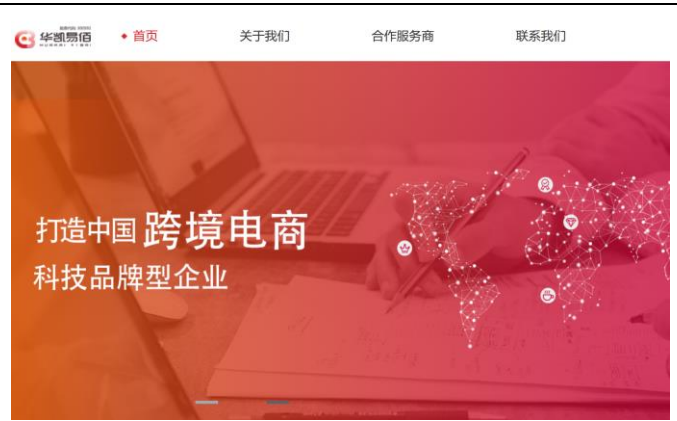 华凯易佰
首页
关于我们
合作服务商
联系我们
打造中国 跨境电商
科技品牌型企业